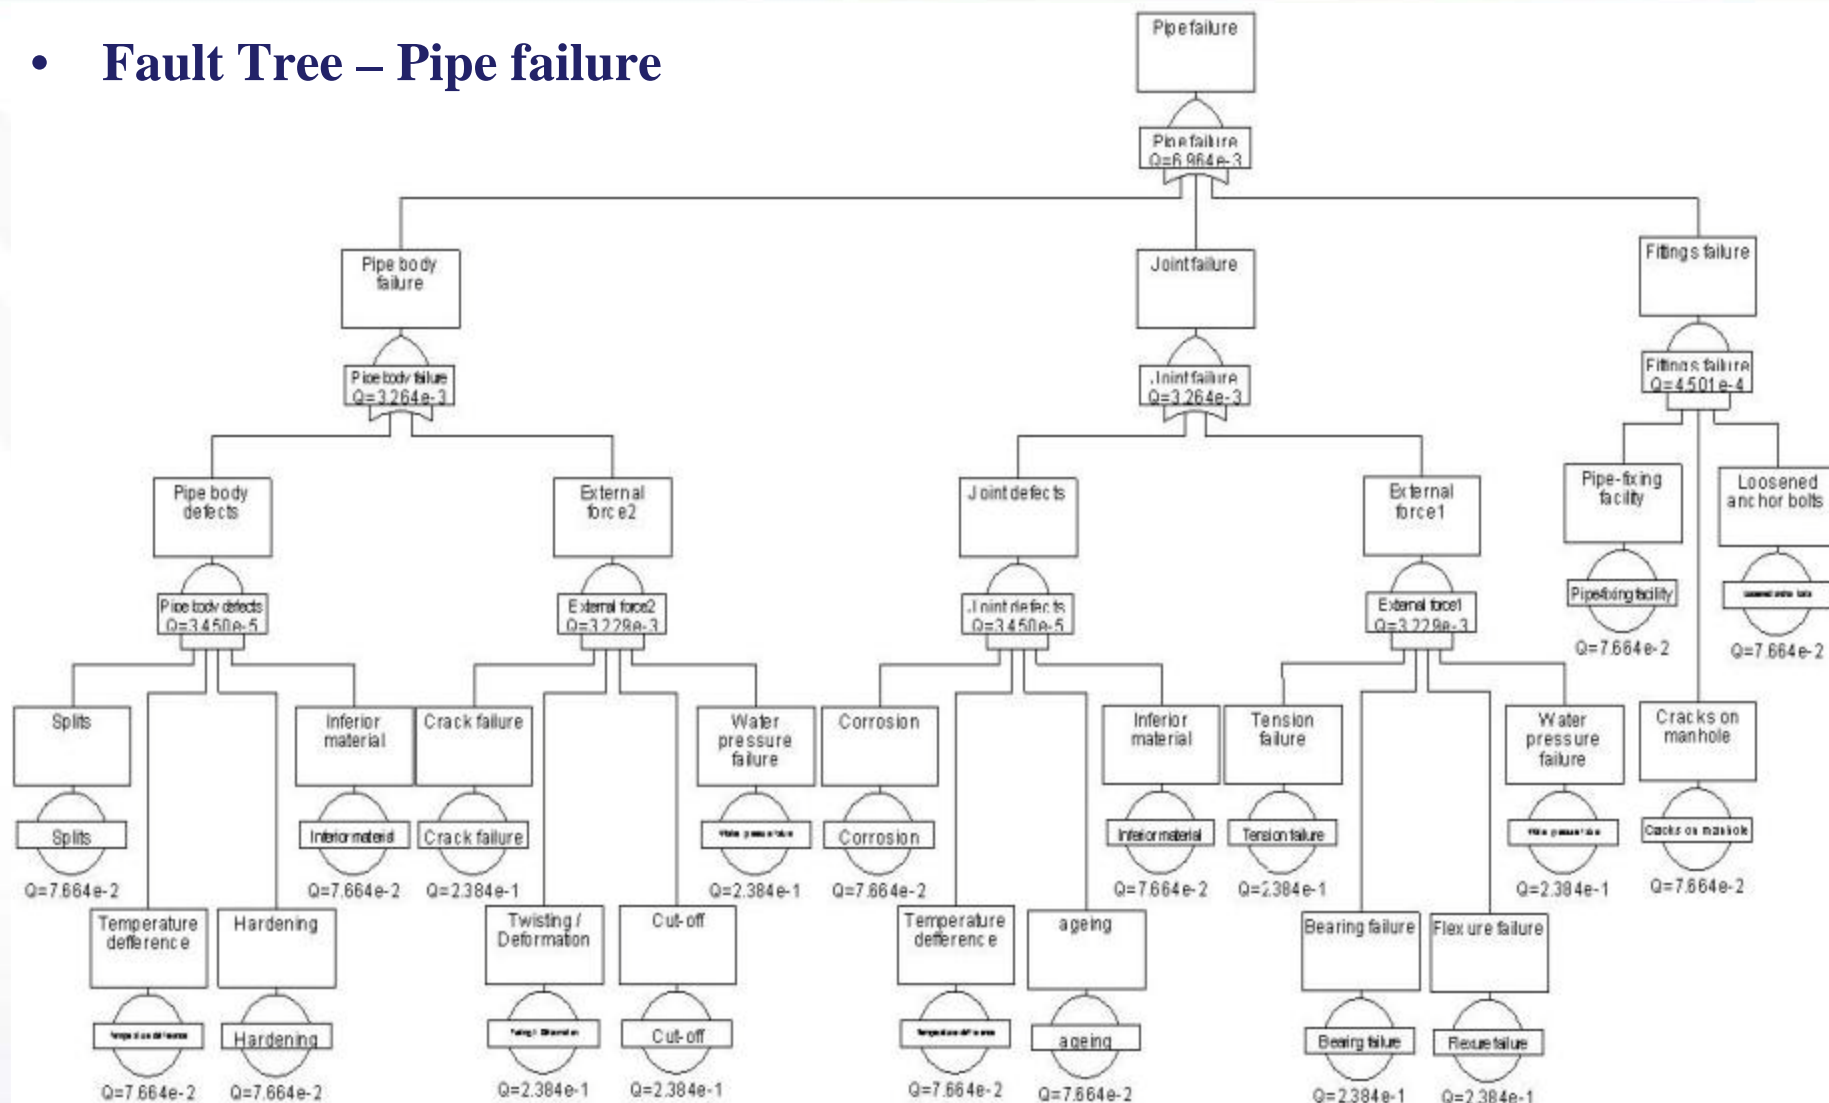 • Fault Tree – Pipe failure
Pipe failure
Pipe failure
Q=6.964e-3
Pipe body
failure
Pipe body failure
Q=3.264e-3
Joint failure
Joint failure
Q=3.264e-3
Fittings failure
Fittings failure
Q=4.501e-4
Pipe body
defects
Pipe body defects
Q=3.450e-5
External
force2
External force2
Q=3.229e-3
Joint defects
Joint defects
Q=3.450e-5
External
force1
External force1
Q=3.229e-3
Pipe-fixing
facility
Pipe-fixing facility
Q=7.664e-2
Loosened
anchor bolts
Q=7.664e-2
Splits
Splits
Q=7.664e-2
Inferior
material
Inferior material
Q=7.664e-2
Crack failure
Crack failure
Q=2.384e-1
Water
pressure
failure
Q=2.384e-1
Corrosion
Corrosion
Q=7.664e-2
Inferior
material
Inferior material
Q=7.664e-2
Tension
failure
Tension failure
Q=2.384e-1
Water
pressure
failure
Q=2.384e-1
Cracks on
manhole
Cracks on manhole
Q=7.664e-2
Temperature
defference
Q=7.664e-2
Hardening
Hardening
Q=7.664e-2
Twisting /
Deformation
Q=2.384e-1
Cut-off
Cut-off
Q=2.384e-1
Temperature
defference
Q=7.664e-2
ageing
ageing
Q=7.664e-2
Bearing failure
Bearing failure
Q=2.384e-1
Flexure failure
Flexure failure
Q=2.384e-1